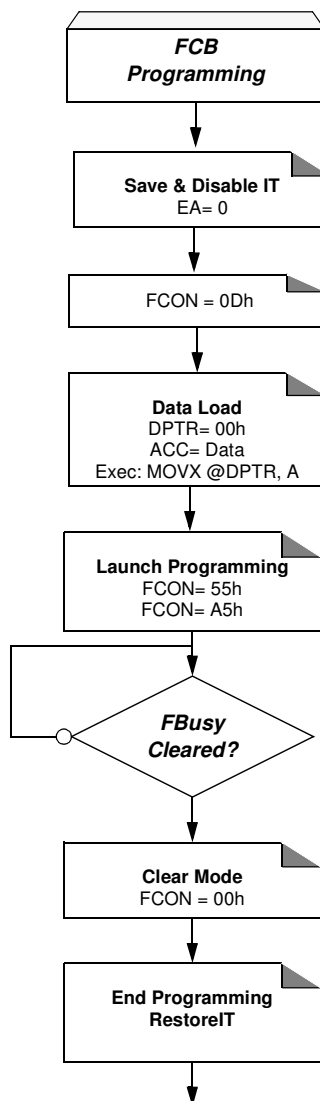 FCB
Programming
Save & Disable IT
EA= 0
FCON = 0Dh
Data Load
DPTR= 00h
ACC= Data
Exec: MOVX @DPTR, A
Launch Programming
FCON= 55h
FCON= A5h
FBusy
Cleared?
Clear Mode
FCON = 00h
End Programming
RestoreIT